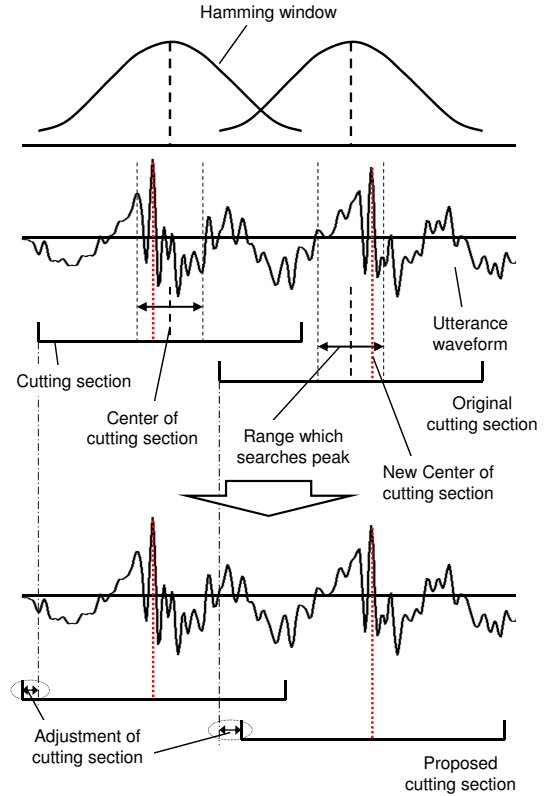 Hamming window
Utterance
waveform
Cutting section
Center of
cutting section
Original
cutting section
Range which
searches peak
New Center of
cutting section
Adjustment of
cutting section
Proposed
cutting section